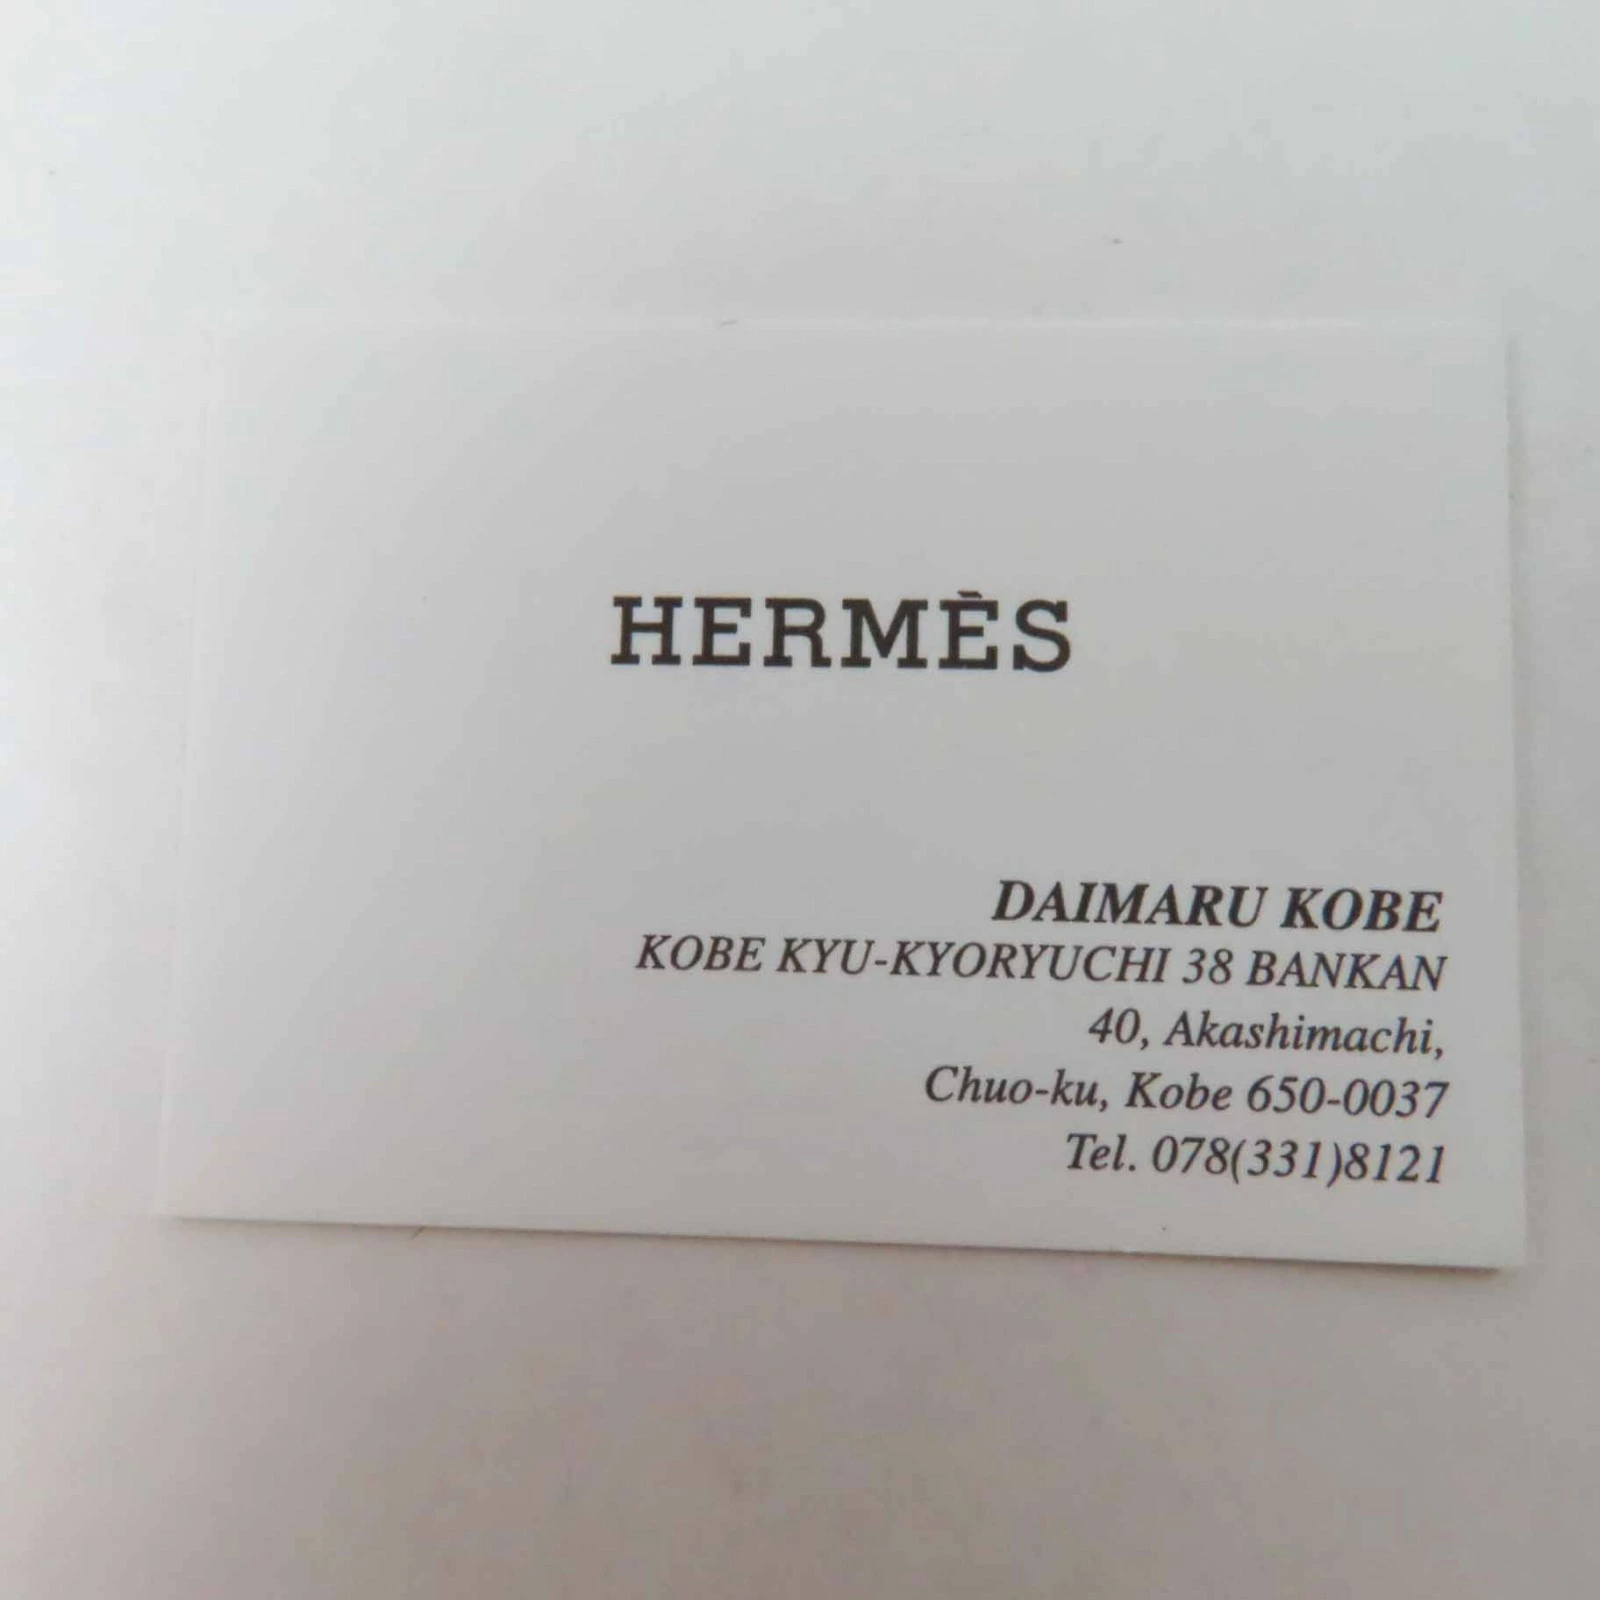 HERMÈS
DAIMARU KOBE
KOBE KYU-KYORYUCHI 38 BANKAN
40, Akashimachi,
Chuo-ku, Kobe 650-0037
Tel. 078(331)8121